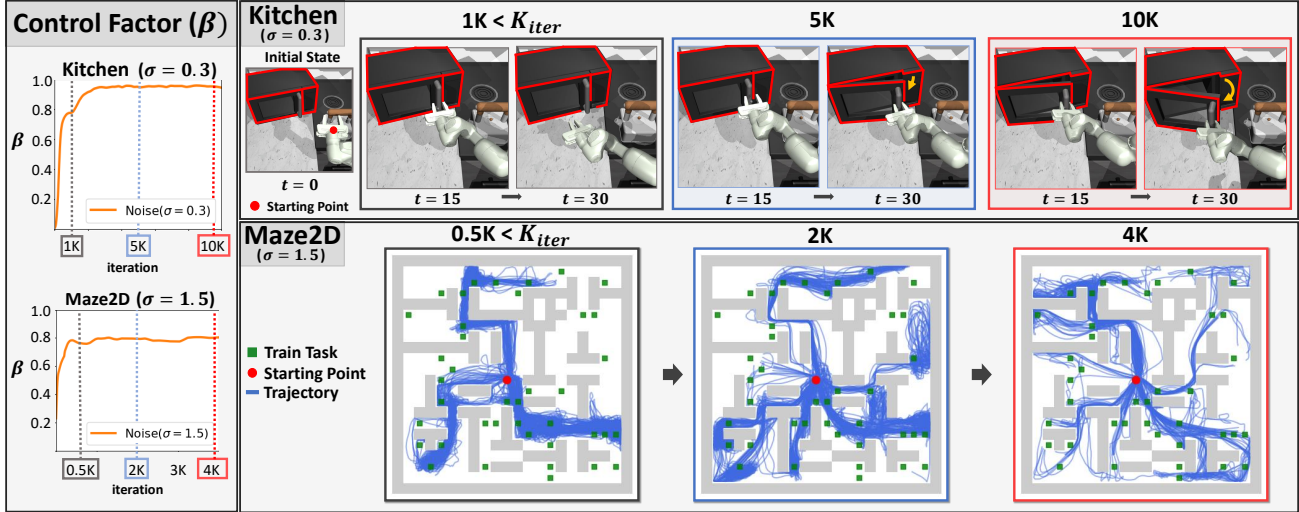 Control Factor (β)
Kitchen (σ = 0.3)
1.0
0.8
0.6
0.4
0.2
β
Noise(σ = 0.3)
1K
5K
10K
iteration
Maze2D (σ = 1.5)
1.0
0.8
0.6
0.4
0.2
β
Noise(σ = 1.5)
0.5K
2K
3K
4K
iteration
Kitchen
(σ = 0.3)
Initial State
t = 0
Starting Point
1K < K_iter
t = 15
t = 30
5K
t = 15
t = 30
10K
t = 15
t = 30
Maze2D
(σ = 1.5)
Train Task
Starting Point
Trajectory
0.5K < K_iter
2K
4K